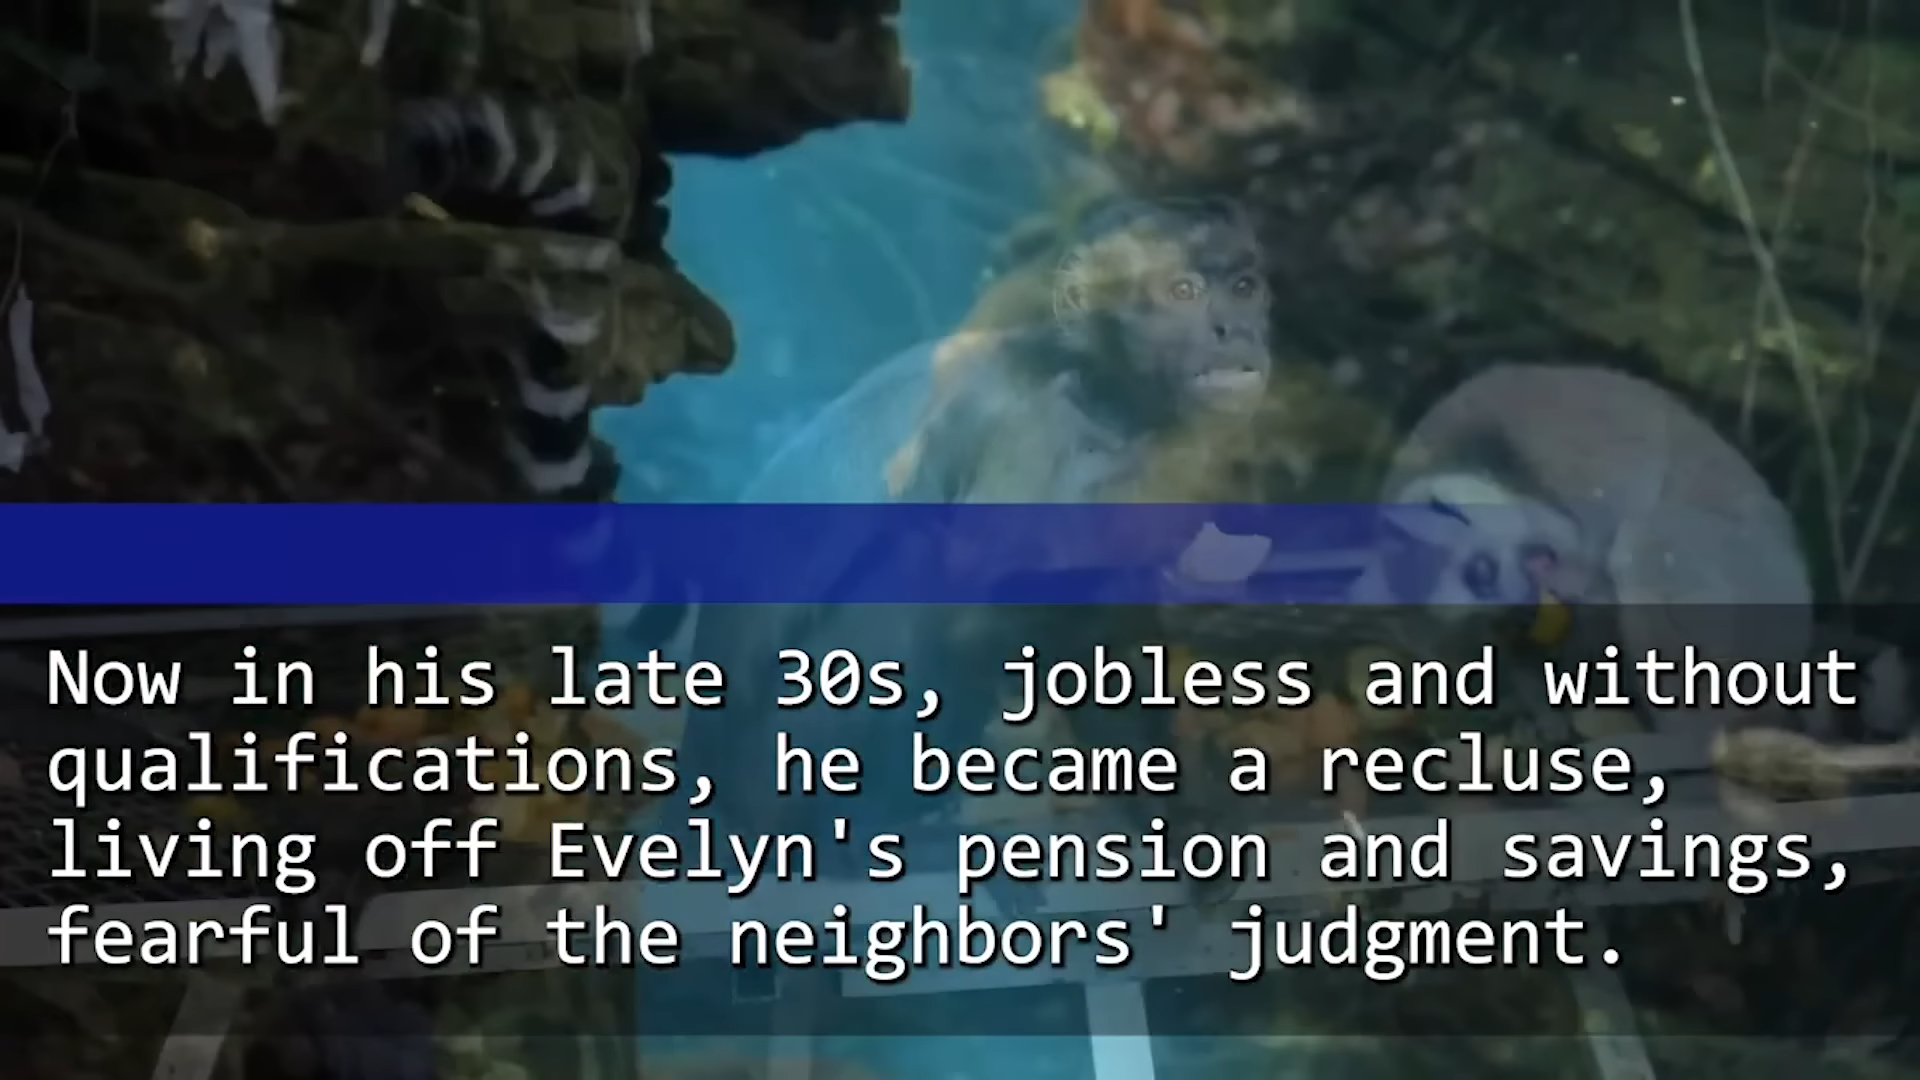 Now in his late 30s, jobless and without
qualifications, he became a recluse,
living off Evelyn's pension and savings,
fearful of the neighbors' judgment.